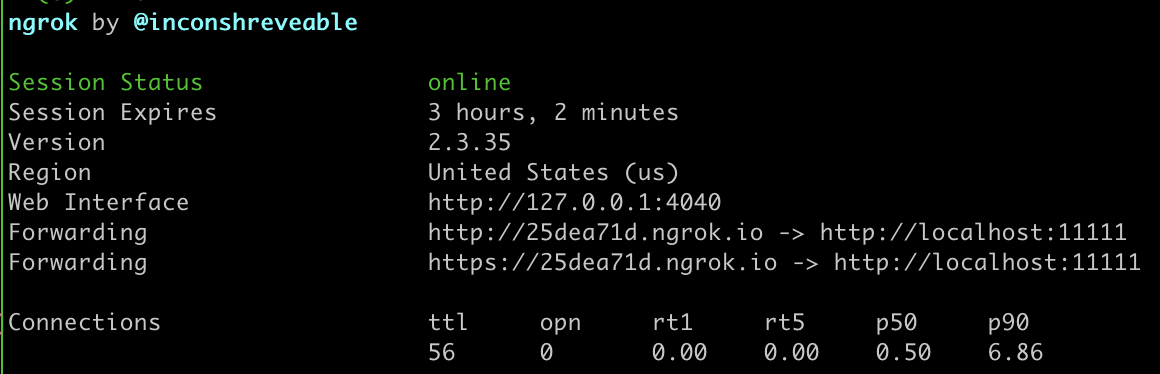 ngrok by @inconshreveable
Session Status online
Session Expires 3 hours, 2 minutes
Version 2.3.35
Region United States (us)
Web Interface http://127.0.0.1:4040
Forwarding http://25dea71d.ngrok.io -> http://localhost:11111
Forwarding https://25dea71d.ngrok.io -> http://localhost:11111
Connections ttl opn rt1 rt5 p50 p90
56 0 0.00 0.00 0.50 6.86